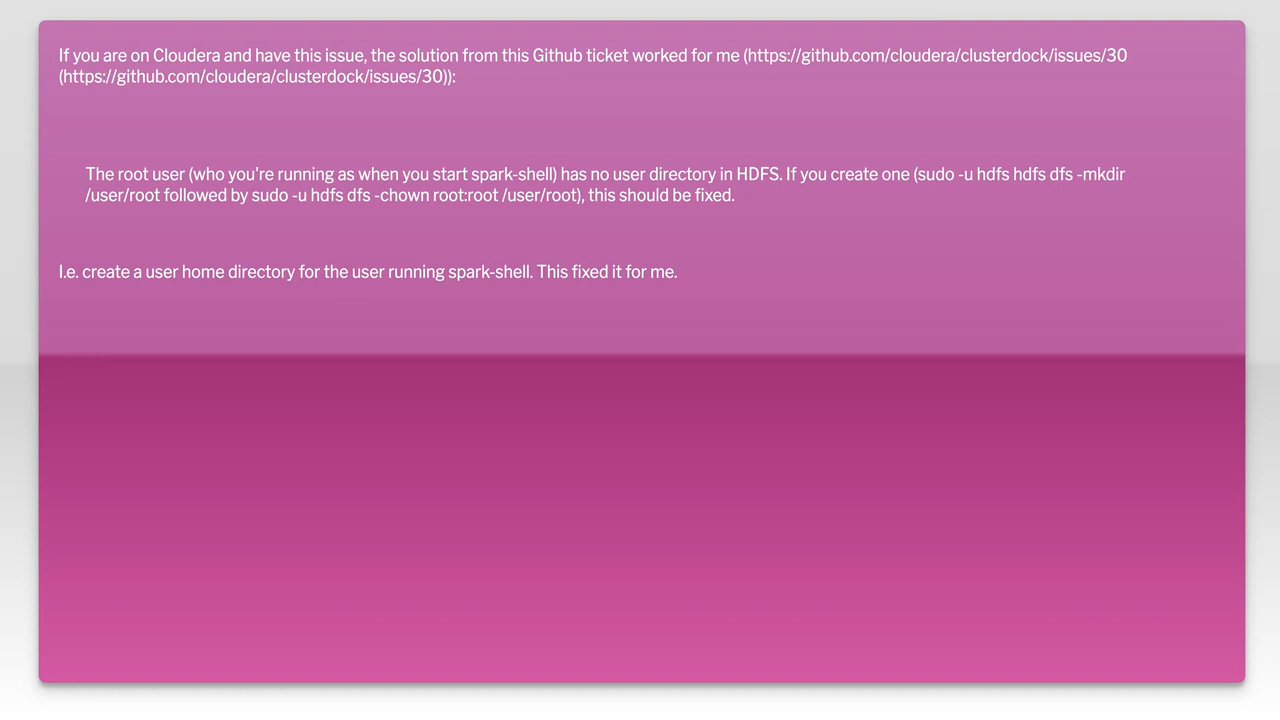 If you are on Cloudera and have this issue, the solution from this Github ticket worked for me (https://github.com/cloudera/clusterdock/issues/30
(https://github.com/cloudera/clusterdock/issues/30)):
The root user (who you're running as when you start spark-shell) has no user directory in HDFS. If you create one (sudo -u hdfs hdfs dfs -mkdir
/user/root followed by sudo -u hdfs dfs -chown root:root /user/root), this should be fixed.
I.e. create a user home directory for the user running spark-shell. This fixed it for me.